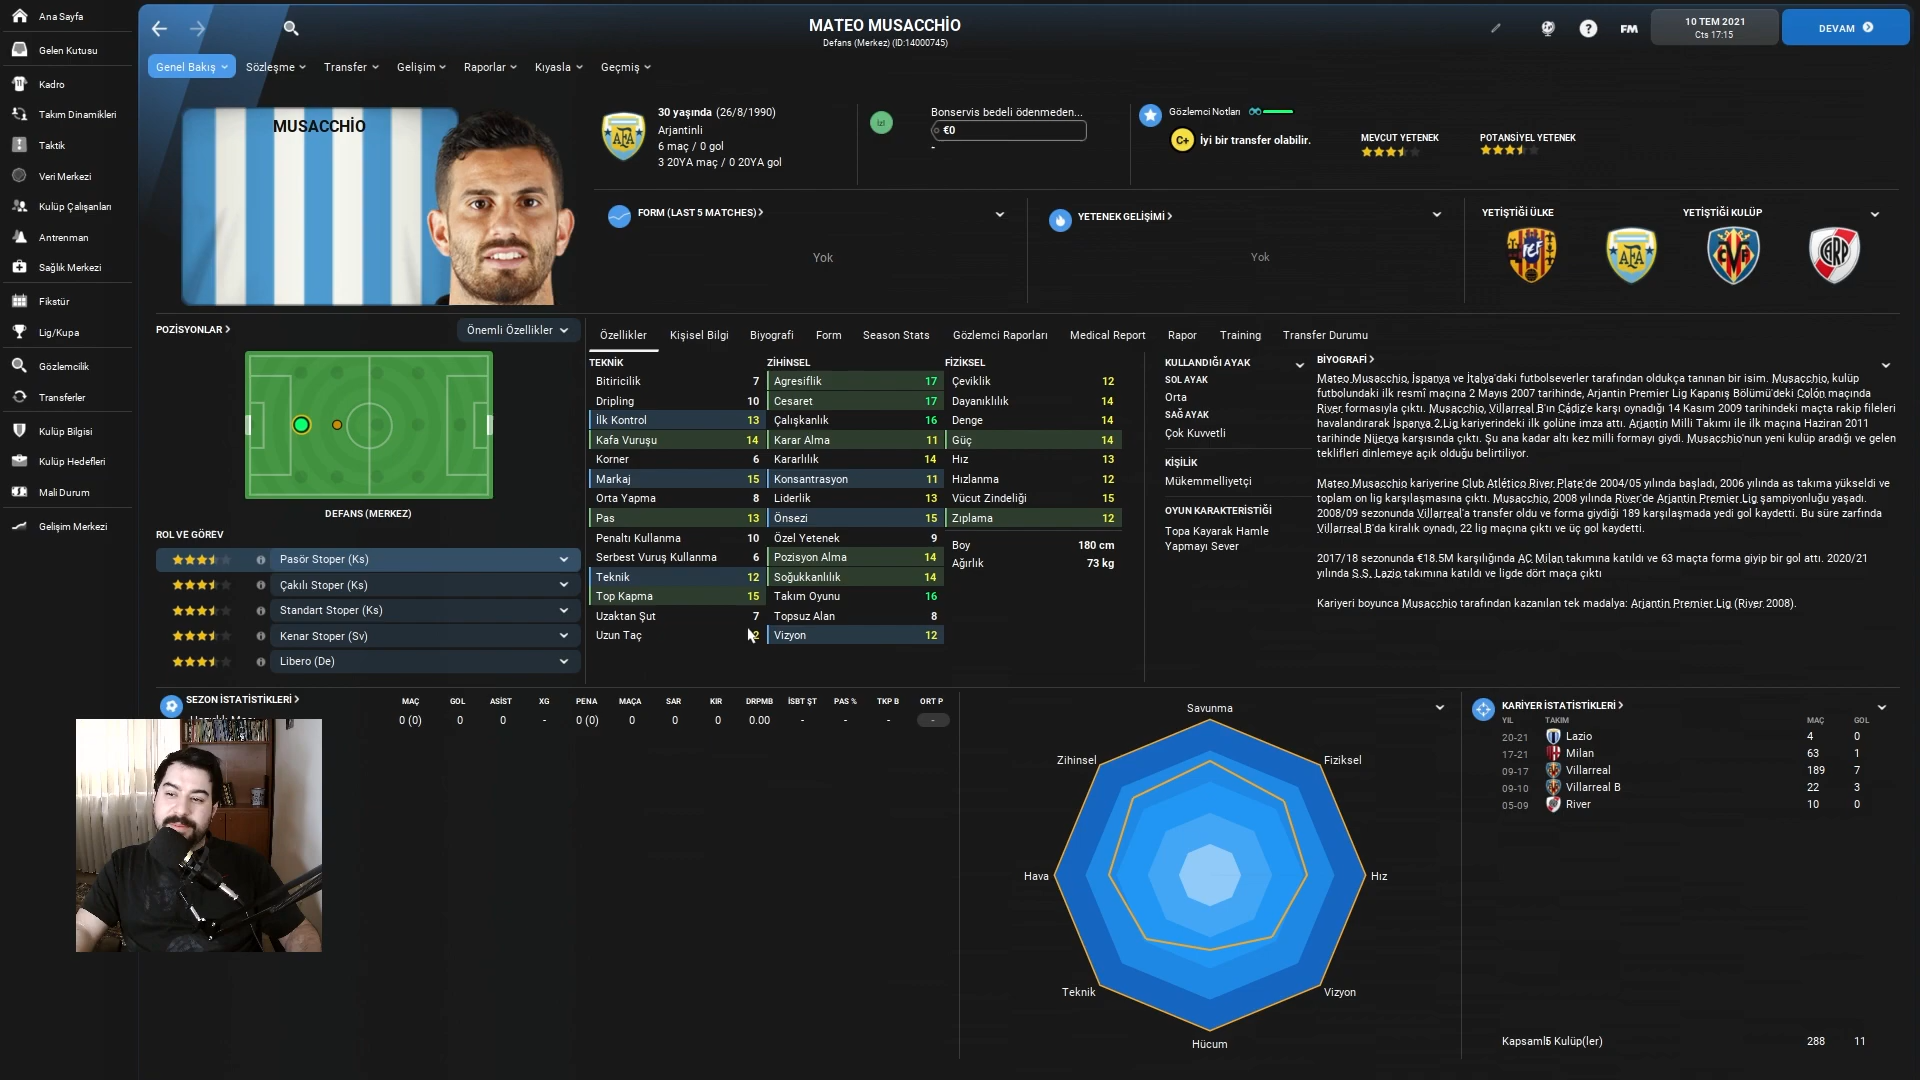 Ana Sayfa
Gelen Kutusu
Kadro
Takım Dinamikleri
Taktik
Veri Merkezi
Kulüp Çalışanları
Antrenman
Sağlık Merkezi
Fikstür
Lig/Kupa
Gözlemcilik
Transferler
Kulüp Bilgisi
Kulüp Hedefleri
Mali Durum
Gelişim Merkezi
MATEO MUSACCHİO
Defans (Merkez) (ID:14000745)
FM
10 TEM 2021
Cts 17:15
DEVAM
Genel Bakış Sözleşme Transfer Gelişim Raporlar Kıyasla Geçmiş
MUSACCHİO
30 yaşında (26/8/1990)
Arjantinli
6 maç / 0 gol
3 20YA maç / 0 20YA gol
AFA
İzl
Bonservis bedeli ödenmeden...
€0
-
Gözlemci Notları
C+ İyi bir transfer olabilir.
MEVCUT YETENEK
POTANSİYEL YETENEK
FORM (LAST 5 MATCHES)
Yok
YETENEK GELİŞİMİ
Yok
YETİŞTİĞİ ÜLKE
YETİŞTİĞİ KULÜP
POZİSYONLAR
Önemli Özellikler
DEFANS (MERKEZ)
ROL VE GÖREV
Pasör Stoper (Ks)
Çakılı Stoper (Ks)
Standart Stoper (Ks)
Kenar Stoper (Sv)
Libero (De)
Özellikler Kişisel Bilgi Biyografi Form Season Stats Gözlemci Raporları Medical Report Rapor Training Transfer Durumu
TEKNİK
Bitiricilik 7
Dripling 10
İlk Kontrol 13
Kafa Vuruşu 14
Korner 6
Markaj 15
Orta Yapma 8
Pas 13
Penaltı Kullanma 10
Serbest Vuruş Kullanma 6
Teknik 12
Top Kapma 15
Uzaktan Şut 7
Uzun Taç
ZİHİNSEL
Agresiflik 17
Cesaret 17
Çalışkanlık 16
Karar Alma 11
Kararlılık 14
Konsantrasyon 11
Liderlik 13
Önsezi 15
Özel Yetenek 9
Pozisyon Alma 14
Soğukkanlılık 14
Takım Oyunu 16
Topsuz Alan 8
Vizyon 12
FİZİKSEL
Çeviklik 12
Dayanıklılık 14
Denge 14
Güç 14
Hız 13
Hızlanma 12
Vücut Zindeliği 15
Zıplama 12
Boy 180 cm
Ağırlık 73 kg
KULLANDIĞI AYAK
SOL AYAK
Orta
SAĞ AYAK
Çok Kuvvetli
KİŞİLİK
Mükemmelliyetçi
OYUN KARAKTERİSTİĞİ
Topa Kayarak Hamle
Yapmayı Sever
BİYOGRAFİ
Mateo Musacchio, İspanya ve İtalya'daki futbolseverler tarafından oldukça tanınan bir isim. Musacchio, kulüp
futbolundaki ilk resmî maçına 2 Mayıs 2007 tarihinde, Arjantin Premier Lig Kapanış Bölümü'deki Colón maçında
River formasıyla çıktı. Musacchio, Villarreal B'ın Cádiz'e karşı oynadığı 14 Kasım 2009 tarihindeki maçta rakip fileleri
havalandırarak İspanya 2.Lig kariyerindeki ilk golüne imza attı. Arjantin Milli Takımı ile ilk maçına Haziran 2011
tarihinde Nijerya karşısında çıktı. Şu ana kadar altı kez milli formayı giydi. Musacchio'nun yeni kulüp aradığı ve gelen
teklifleri dinlemeye açık olduğu belirtiliyor.
Mateo Musacchio kariyerine Club Atlético River Plate'de 2004/05 yılında başladı, 2006 yılında as takıma yükseldi ve
toplam on lig karşılaşmasına çıktı. Musacchio, 2008 yılında River'de Arjantin Premier Lig şampiyonluğu yaşadı.
2008/09 sezonunda Villarreal'a transfer oldu ve forma giydiği 189 karşılaşmada yedi gol kaydetti. Bu süre zarfında
Villarreal B'da kiralık oynadı, 22 lig maçına çıktı ve üç gol kaydetti.
2017/18 sezonunda €18.5M karşılığında AC Milan takımına katıldı ve 63 maçta forma giyip bir gol attı. 2020/21
yılında S.S. Lazio takımına katıldı ve ligde dört maça çıktı
Kariyeri boyunca Musacchio tarafından kazanılan tek madalya: Arjantin Premier Lig (River 2008).
SEZON İSTATİSTİKLERİ
MAÇ GOL ASİST XG PENA MAÇA SAR KIR DRPMB İSBT ŞT PAS % TKP B ORT P
0 (0) 0 0 - 0 (0) 0 0 0 0.00 - - - -
Savunma
Fiziksel
Hız
Vizyon
Hücum
Teknik
Hava
Zihinsel
KARİYER İSTATİSTİKLERİ
YIL TAKIM MAÇ GOL
20-21 Lazio 4 0
17-21 Milan 63 1
09-17 Villarreal 189 7
09-10 Villarreal B 22 3
05-09 River 10 0
Kulüp(ler) 288 11